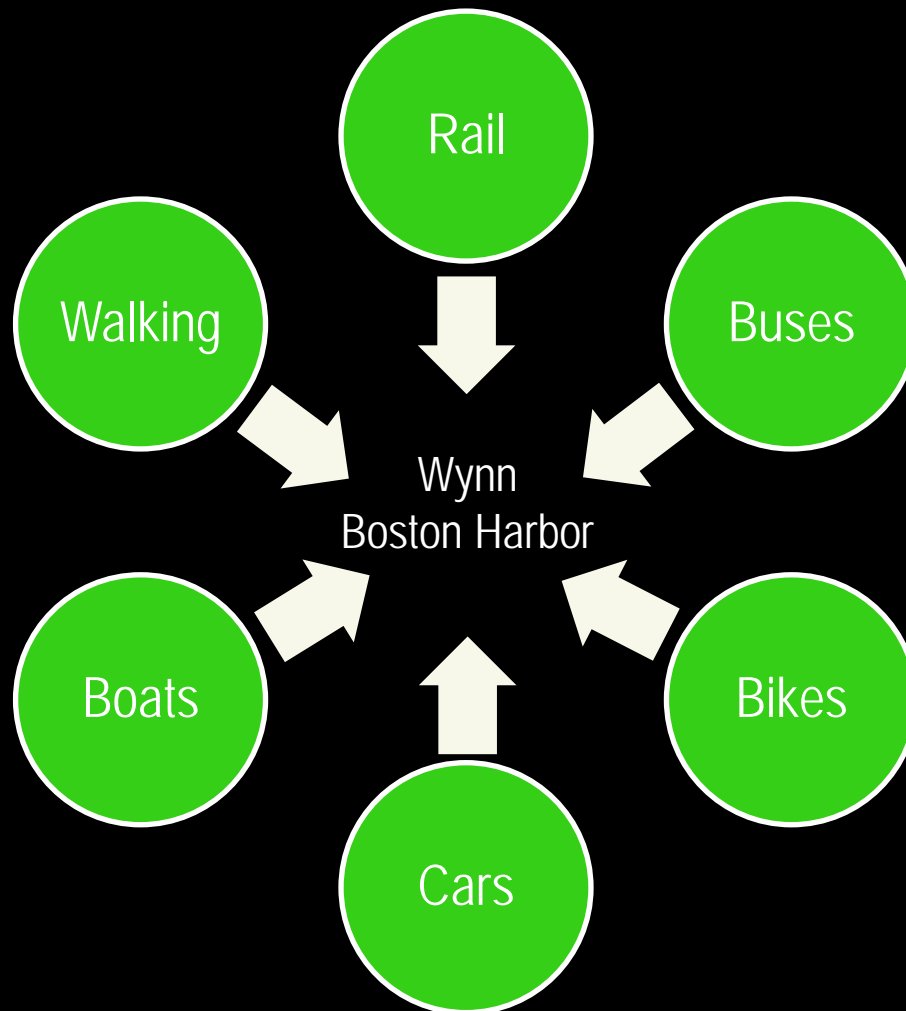 Rail
Walking
Buses
Wynn
Boston Harbor
Boats
Bikes
Cars